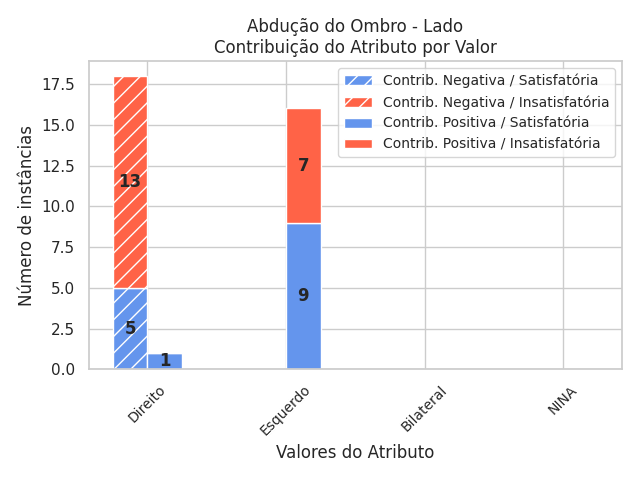 Abdução do Ombro - Lado
Contribuição do Atributo por Valor
Contrib. Negativa / Satisfatória
Contrib. Negativa / Insatisfatória
Contrib. Positiva / Satisfatória
Contrib. Positiva / Insatisfatória
Número de instâncias
17.5
15.0
12.5
10.0
7.5
5.0
2.5
0.0
13
5
1
7
9
Direito
Esquerdo
Bilateral
NINA
Valores do Atributo